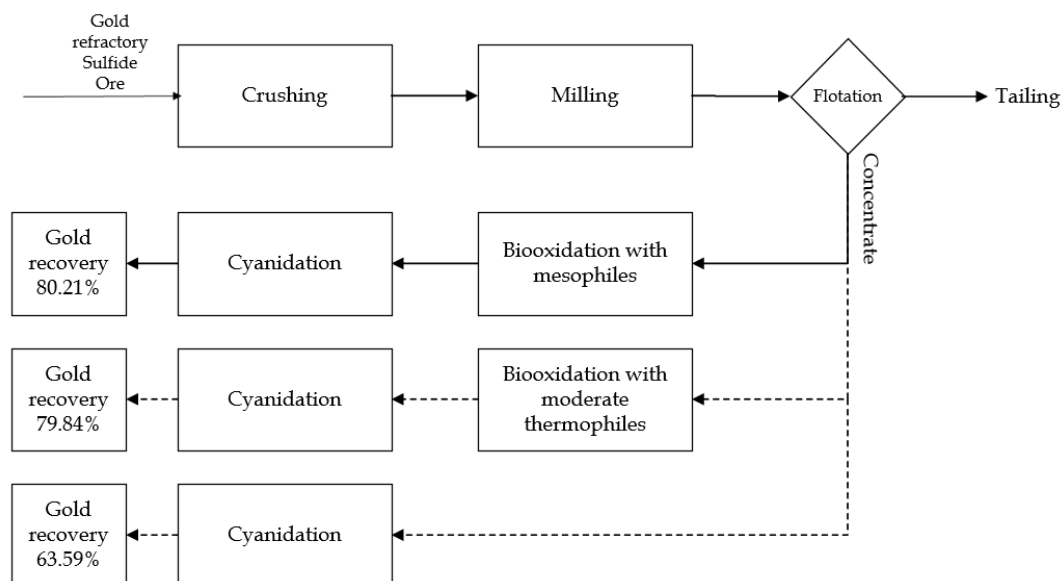 Gold
refractory
Sulfide
Ore
Crushing
Milling
Flotation
Tailing
Concentrate
Gold
recovery
80.21%
Cyanidation
Biooxidation with
mesophiles
Gold
recovery
79.84%
Cyanidation
Biooxidation with
moderate
thermophiles
Gold
recovery
63.59%
Cyanidation